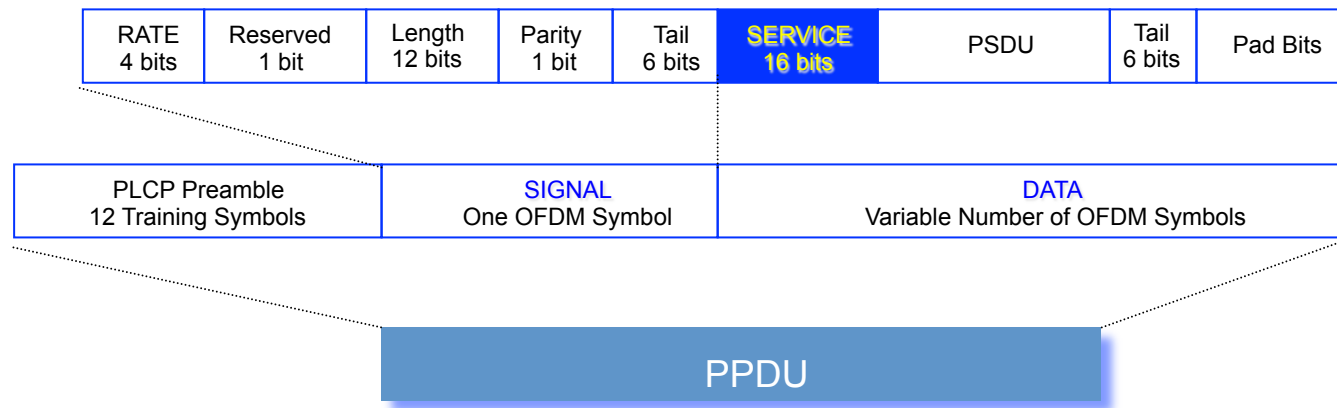 RATE
4 bits
Reserved
1 bit
Length
12 bits
Parity
1 bit
Tail
6 bits
SERVICE
16 bits
PSDU
Tail
6 bits
Pad Bits
PLCP Preamble
12 Training Symbols
SIGNAL
One OFDM Symbol
DATA
Variable Number of OFDM Symbols
PPDU